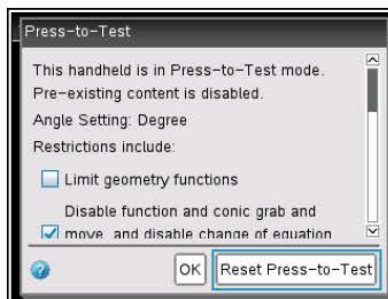 Press-to-Test
This handheld is in Press-to-Test mode.
Pre-existing content is disabled.
Angle Setting: Degree
Restrictions include:
Limit geometry functions
Disable function and conic grab and
move, and disable change of equation
OK
Reset Press-to-Test